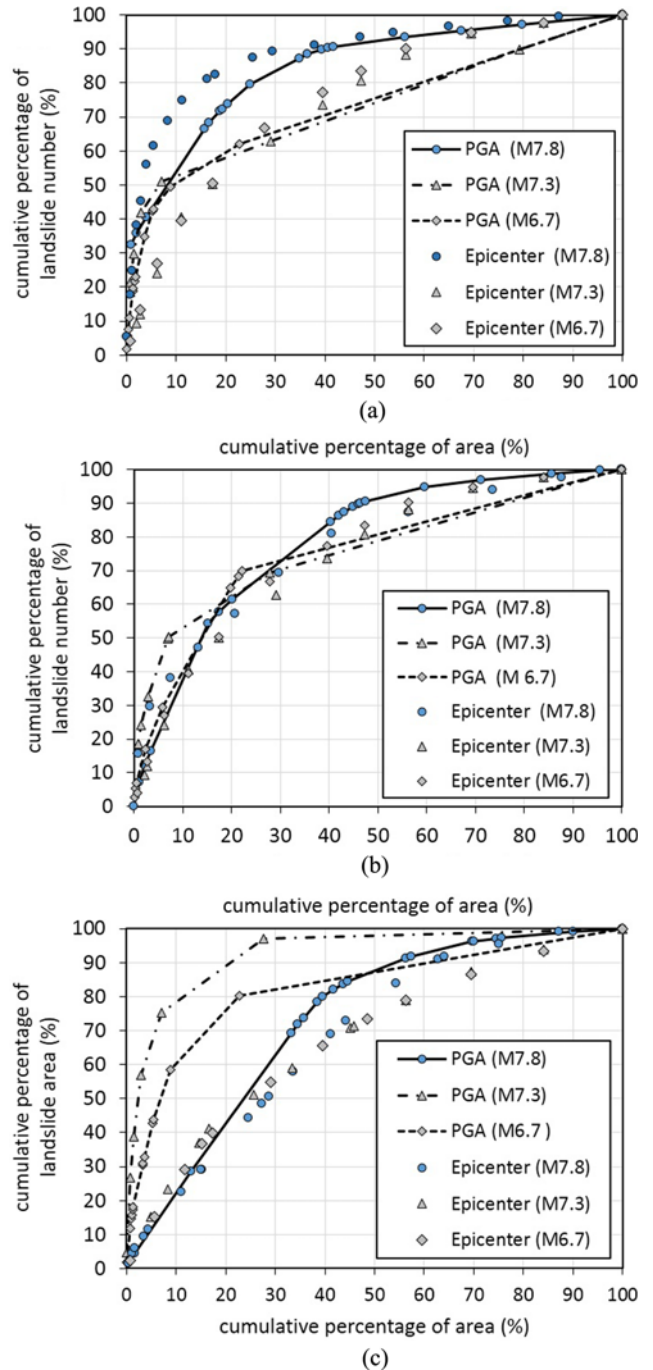 cumulative percentage of
landslide number (%)
100
90
80
70
60
50
40
30
20
10
0
PGA (M7.8)
PGA (M7.3)
PGA (M6.7)
Epicenter (M7.8)
Epicenter (M7.3)
Epicenter (M6.7)
0 10 20 30 40 50 60 70 80 90 100
(a)
cumulative percentage of area (%)
cumulative percentage of
landslide number (%)
100
90
80
70
60
50
40
30
20
10
0
PGA (M7.8)
PGA (M7.3)
PGA (M 6.7)
Epicenter (M7.8)
Epicenter (M7.3)
Epicenter (M6.7)
0 10 20 30 40 50 60 70 80 90 100
(b)
cumulative percentage of area (%)
cumulative percentage of
landslide area (%)
100
90
80
70
60
50
40
30
20
10
0
PGA (M7.8)
PGA (M7.3)
PGA (M6.7)
Epicenter (M7.8)
Epicenter (M7.3)
Epicenter (M6.7)
0 10 20 30 40 50 60 70 80 90 100
cumulative percentage of area (%)
(c)